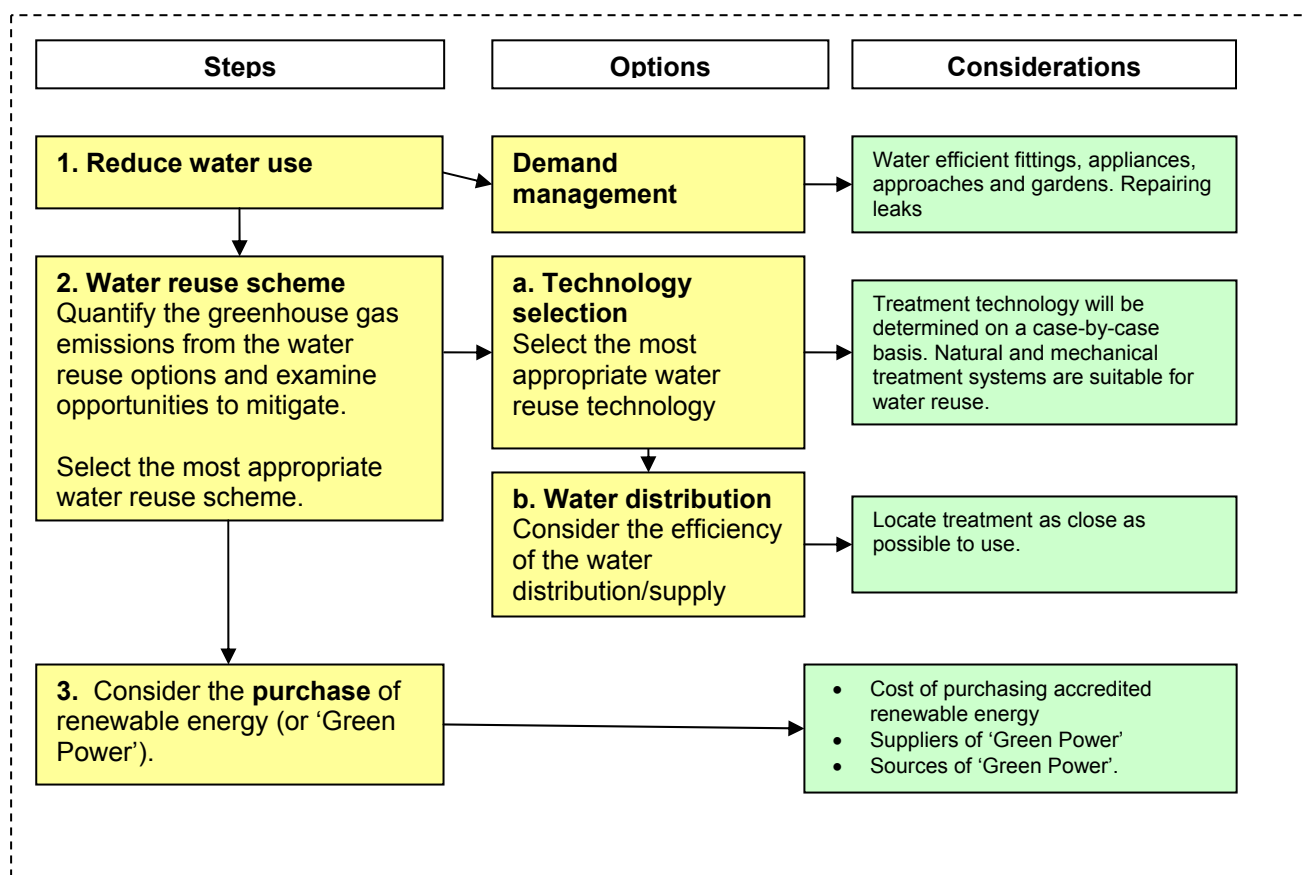 Steps
Options
Considerations
1. Reduce water use
Demand
management
Water efficient fittings, appliances,
approaches and gardens. Repairing
leaks
2. Water reuse scheme
Quantify the greenhouse gas
emissions from the water
reuse options and examine
opportunities to mitigate.
Select the most appropriate
water reuse scheme.
a. Technology
selection
Select the most
appropriate water
reuse technology
Treatment technology will be
determined on a case-by-case
basis. Natural and mechanical
treatment systems are suitable for
water reuse.
b. Water distribution
Consider the efficiency
of the water
distribution/supply
Locate treatment as close as
possible to use.
3. Consider the purchase of
renewable energy (or ‘Green
Power’).
• Cost of purchasing accredited
renewable energy
• Suppliers of ‘Green Power’
• Sources of ‘Green Power’.